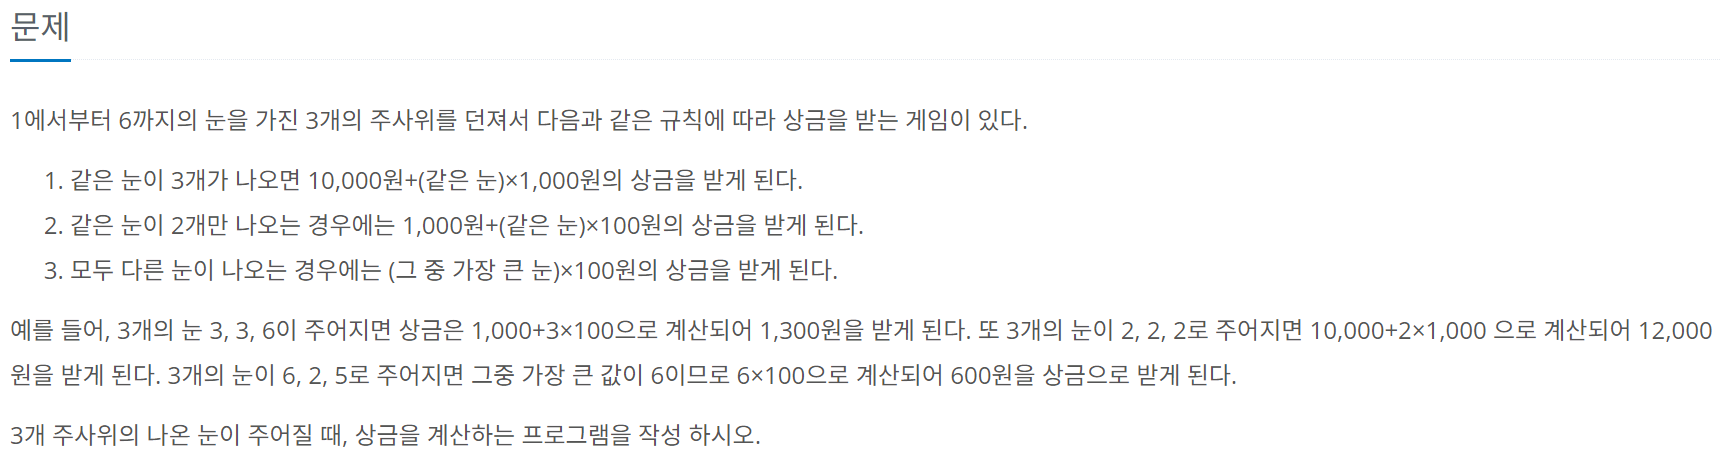 문제
1에서부터 6까지의 눈을 가진 3개의 주사위를 던져서 다음과 같은 규칙에 따라 상금을 받는 게임이 있다.
1. 같은 눈이 3개가 나오면 10,000원+(같은 눈)×1,000원의 상금을 받게 된다.
2. 같은 눈이 2개만 나오는 경우에는 1,000원+(같은 눈)×100원의 상금을 받게 된다.
3. 모두 다른 눈이 나오는 경우에는 (그 중 가장 큰 눈)×100원의 상금을 받게 된다.
예를 들어, 3개의 눈 3, 3, 6이 주어지면 상금은 1,000+3×100으로 계산되어 1,300원을 받게 된다. 또 3개의 눈이 2, 2, 2로 주어지면 10,000+2×1,000 으로 계산되어 12,000
원을 받게 된다. 3개의 눈이 6, 2, 5로 주어지면 그중 가장 큰 값이 6이므로 6×100으로 계산되어 600원을 상금으로 받게 된다.
3개 주사위의 나온 눈이 주어질 때, 상금을 계산하는 프로그램을 작성 하시오.